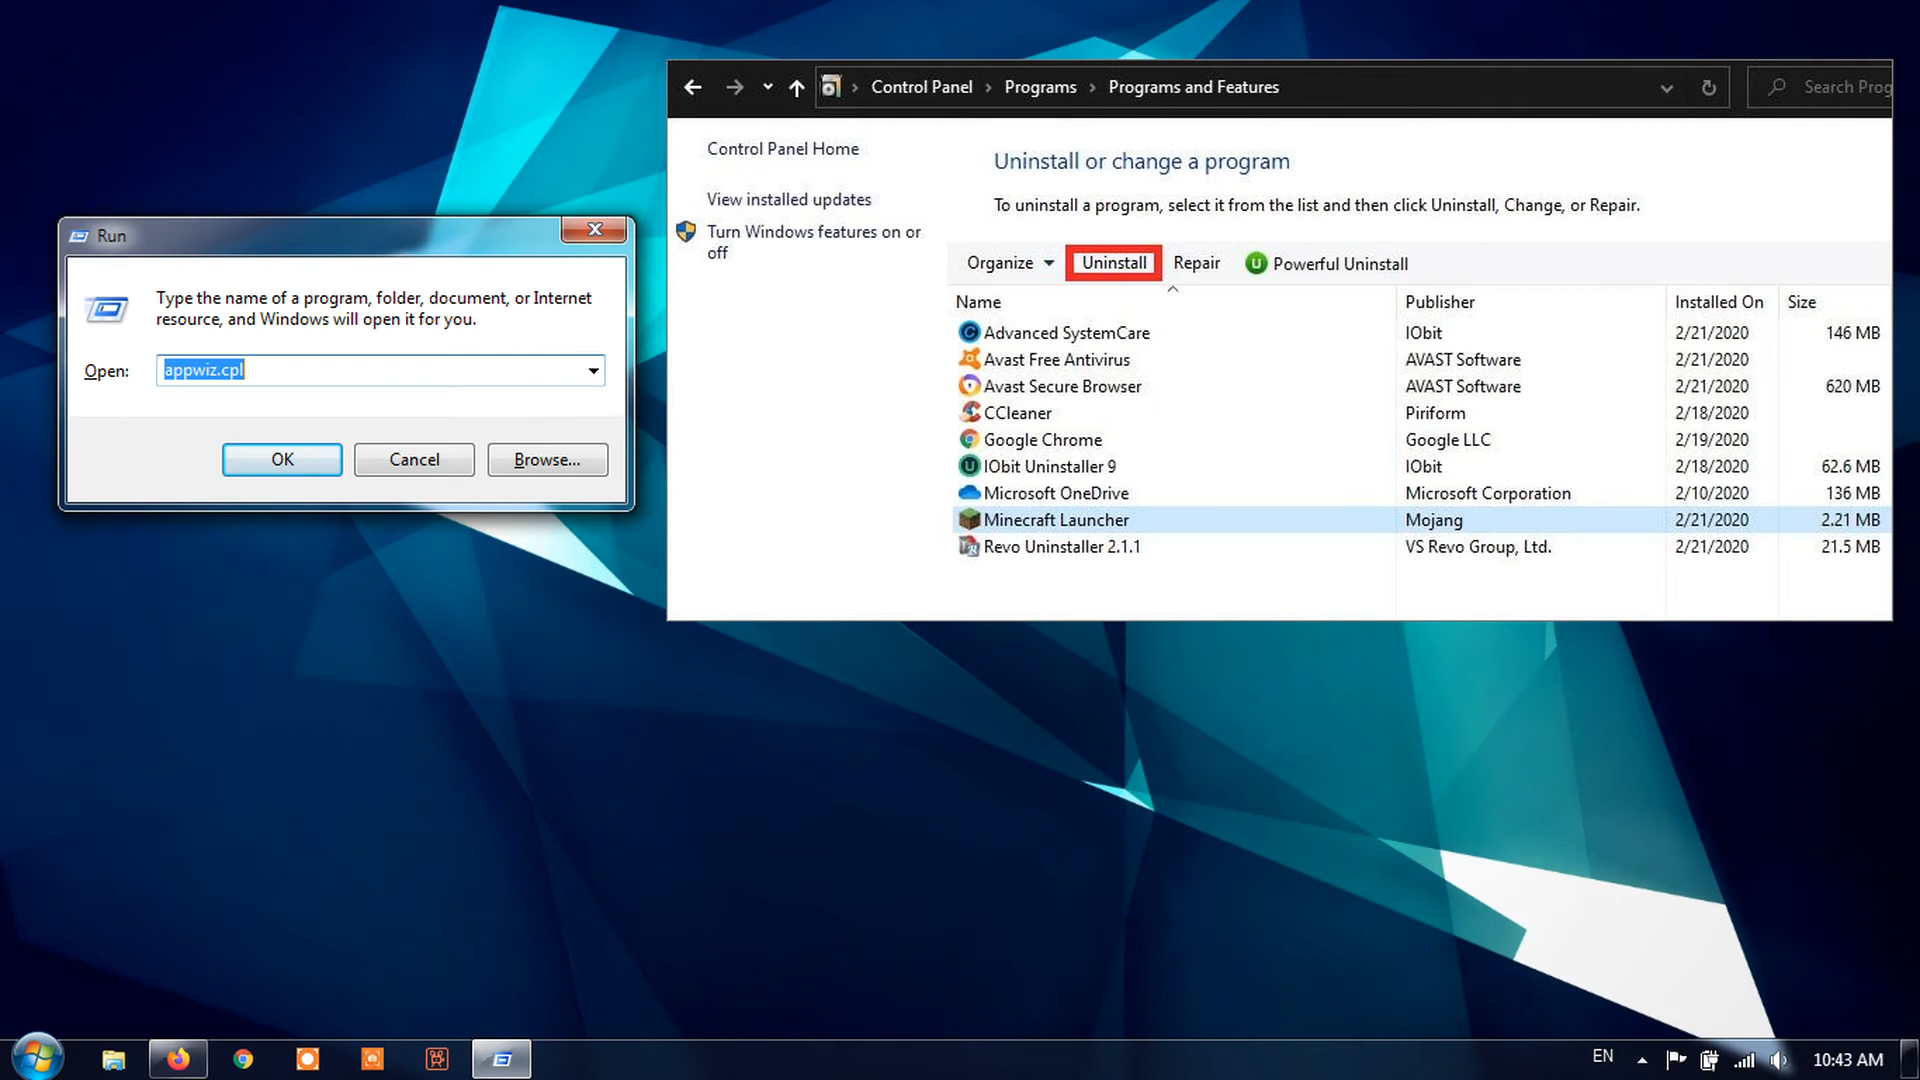 Control Panel
Programs
Programs and Features
Search Prog
Control Panel Home
View installed updates
Turn Windows features on or
off
Uninstall or change a program
To uninstall a program, select it from the list and then click Uninstall, Change, or Repair.
Organize
Uninstall
Repair
Powerful Uninstall
Name
Publisher
Installed On
Size
Advanced SystemCare
IObit
2/21/2020
146 MB
Avast Free Antivirus
AVAST Software
2/21/2020
Avast Secure Browser
AVAST Software
2/21/2020
620 MB
CCleaner
Piriform
2/18/2020
Google Chrome
Google LLC
2/19/2020
IObit Uninstaller 9
IObit
2/18/2020
62.6 MB
Microsoft OneDrive
Microsoft Corporation
2/10/2020
136 MB
Minecraft Launcher
Mojang
2/21/2020
2.21 MB
Revo Uninstaller 2.1.1
VS Revo Group, Ltd.
2/21/2020
21.5 MB
Run
Type the name of a program, folder, document, or Internet
resource, and Windows will open it for you.
Open:
appwiz.cpl
OK
Cancel
Browse...
EN
10:43 AM